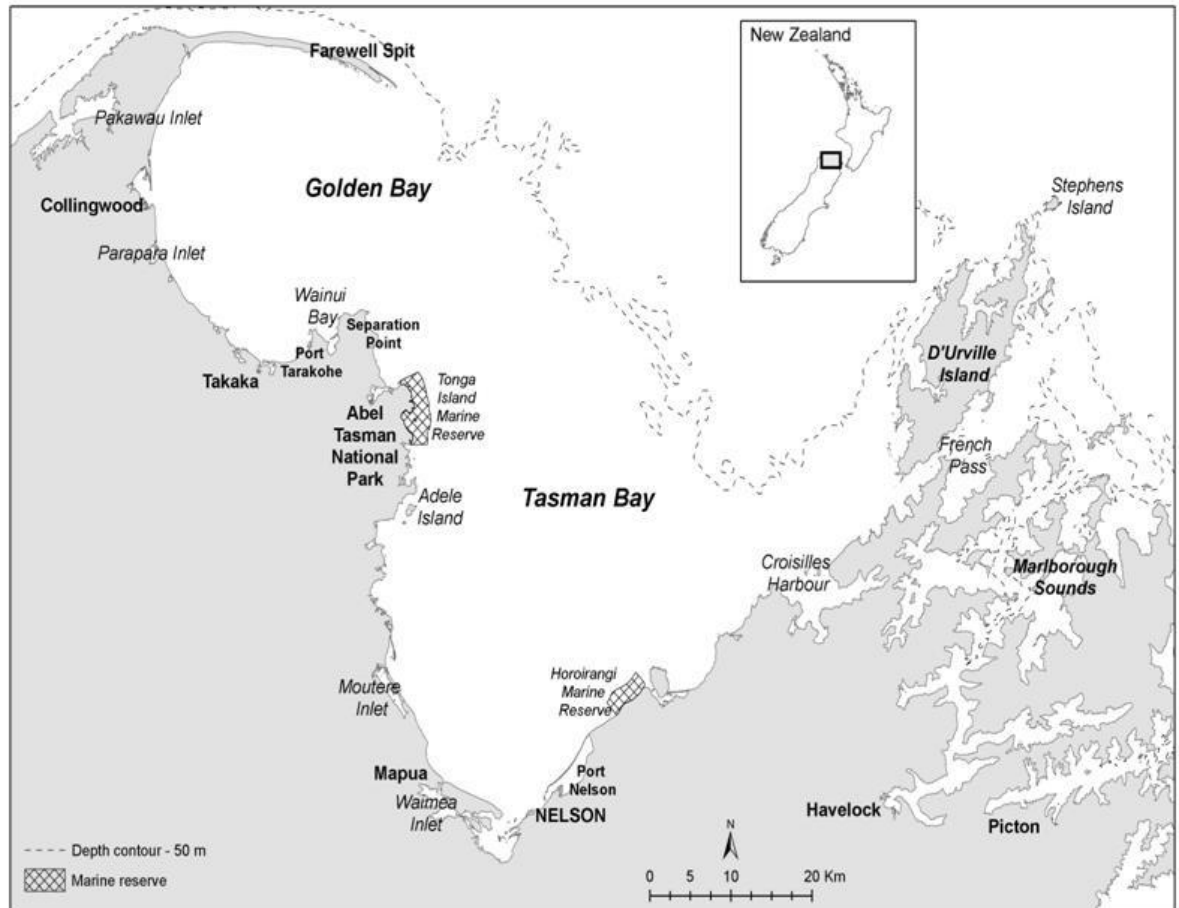 New Zealand
Farewell Spit
Pakawau Inlet
Golden Bay
Collingwood
Stephens
Island
Parapara Inlet
Wainui
Bay
Separation
Point
Port
Tarakohe
Takaka
D'Urville
Island
Tonga
Island
Marine
Reserve
Abel
Tasman
National
Park
French
Pass
Adele
Island
Tasman Bay
Croisilles
Harbour
Marlborough
Sounds
Horoirangi
Marine
Reserve
Moutere
Inlet
Mapua
Waimea
Inlet
Port
Nelson
NELSON
Havelock
Picton
Depth contour - 50 m
Marine reserve
N
0 5 10 20 Km